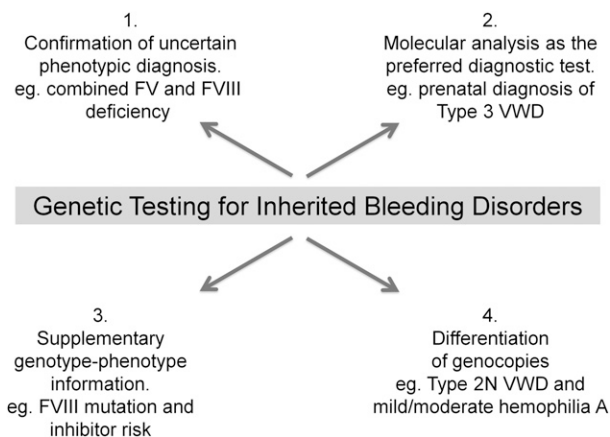 1.
Confirmation of uncertain
phenotypic diagnosis.
eg. combined FV and FVIII
deficiency
2.
Molecular analysis as the
preferred diagnostic test.
eg. prenatal diagnosis of
Type 3 VWD
Genetic Testing for Inherited Bleeding Disorders
3.
Supplementary
genotype-phenotype
information.
eg. FVIII mutation and
inhibitor risk
4.
Differentiation
of genocopies
eg. Type 2N VWD and
mild/moderate hemophilia A